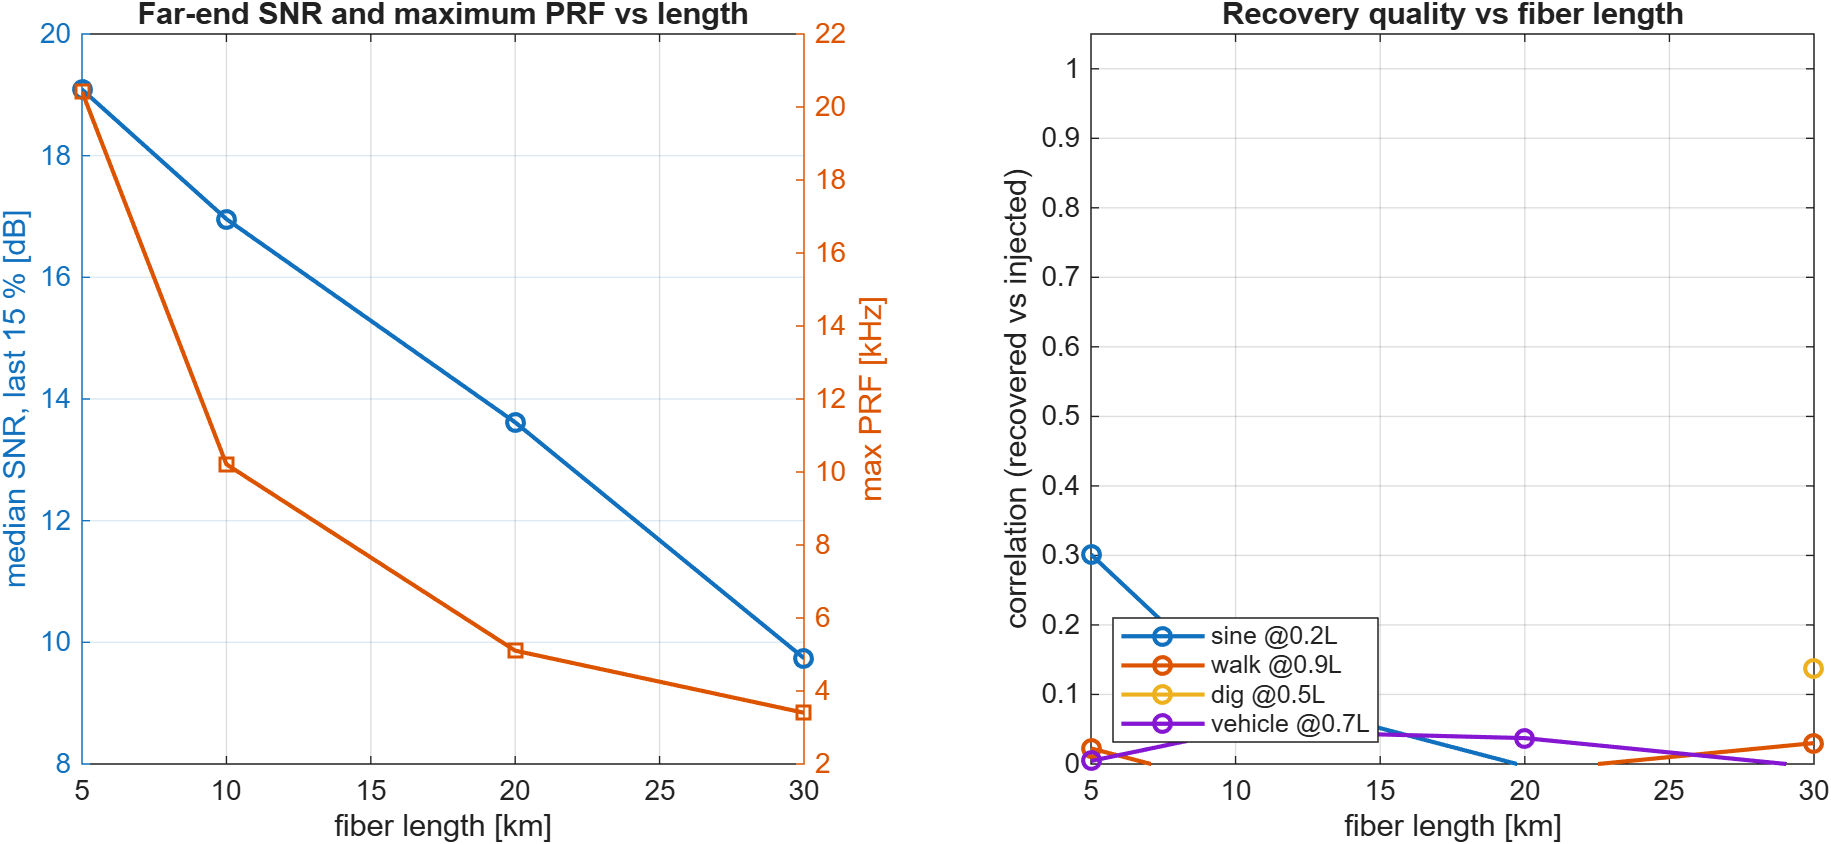 Far-end SNR and maximum PRF vs length
20
18
16
14
12
10
8
median SNR, last 15 % [dB]
22
20
18
16
14
12
10
8
6
4
2
max PRF [kHz]
5 10 15 20 25 30
fiber length [km]
Recovery quality vs fiber length
1
0.9
0.8
0.7
0.6
0.5
0.4
0.3
0.2
0.1
0
correlation (recovered vs injected)
sine @0.2L
walk @0.9L
dig @0.5L
vehicle @0.7L
5 10 15 20 25 30
fiber length [km]